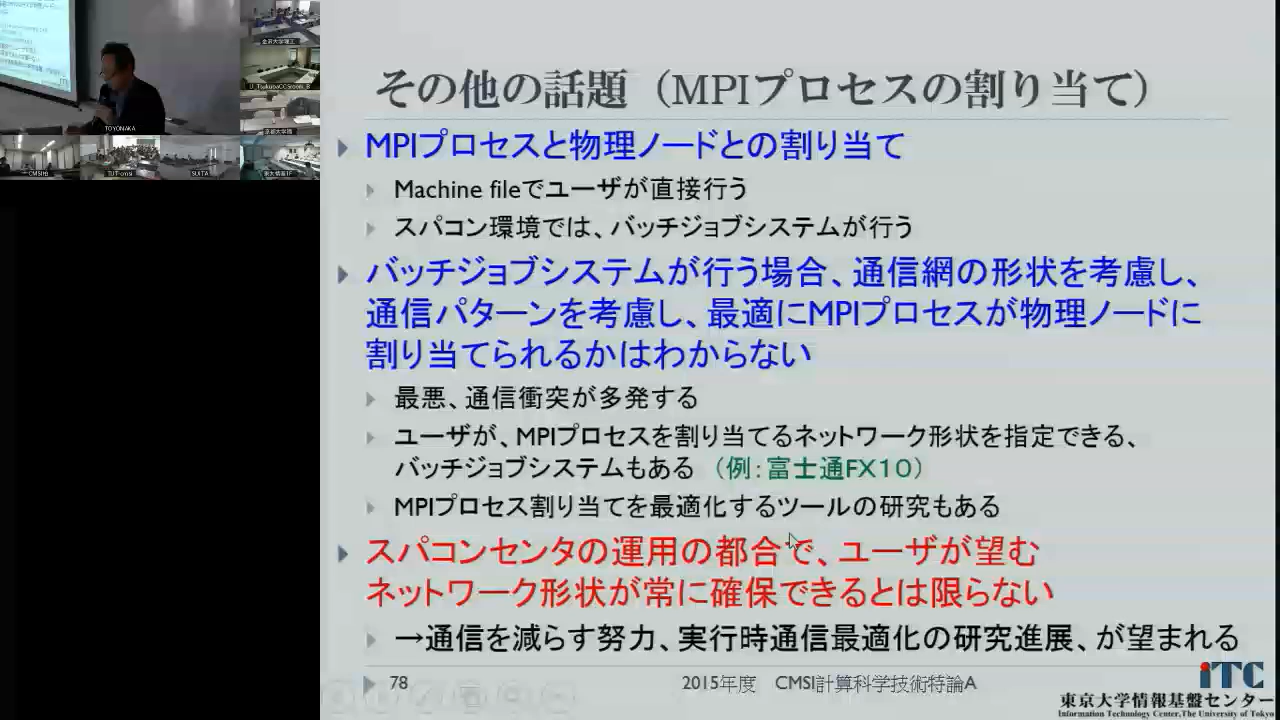 その他の話題（MPIプロセスの割り当て）
MPIプロセスと物理ノードとの割り当て
Machine fileでユーザが直接行う
スパコン環境では、バッチジョブシステムが行う
バッチジョブシステムが行う場合、通信網の形状を考慮し、
通信パターンを考慮し、最適にMPIプロセスが物理ノードに
割り当てられるかはわからない
最悪、通信衝突が多発する
ユーザが、MPIプロセスを割り当てるネットワーク形状を指定できる、
バッチジョブシステムもある（例：富士通FX10）
MPIプロセス割り当てを最適化するツールの研究もある
スパコンセンタの運用の都合で、ユーザが望む
ネットワーク形状が常に確保できるとは限らない
→通信を減らす努力、実行時通信最適化の研究進展、が望まれる
78
2015年度　CMSI計算科学技術特論A
iTC
東京大学情報基盤センター
Information Technology Center, The University of Tokyo
TOYONAKA
SUITA